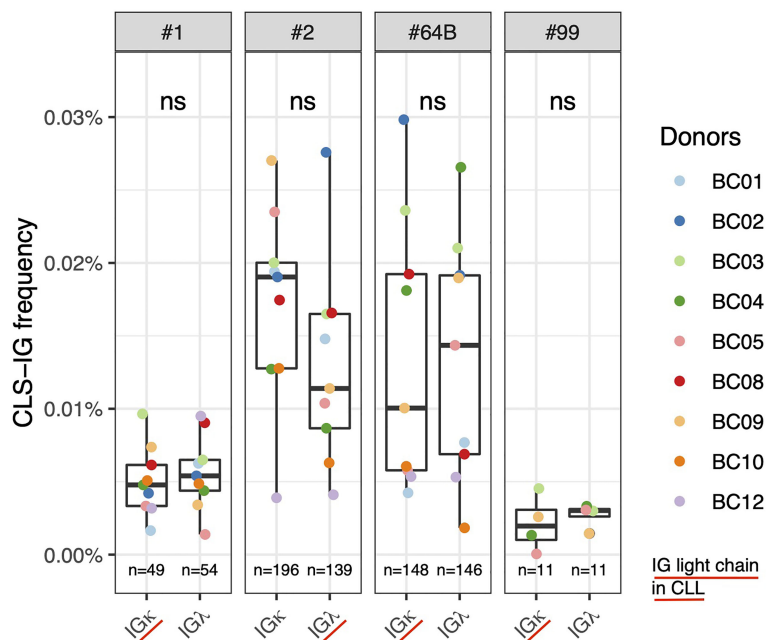 #1 #2 #64B #99
ns ns ns ns
0.03%
0.02%
0.01%
0.00%
CLS−IG frequency
n=49 n=54 n=196 n=139 n=148 n=146 n=11 n=11
IGκ IGλ IGκ IGλ IGκ IGλ IGκ IGλ
Donors
BC01
BC02
BC03
BC04
BC05
BC08
BC09
BC10
BC12
IG light chain
in CLL